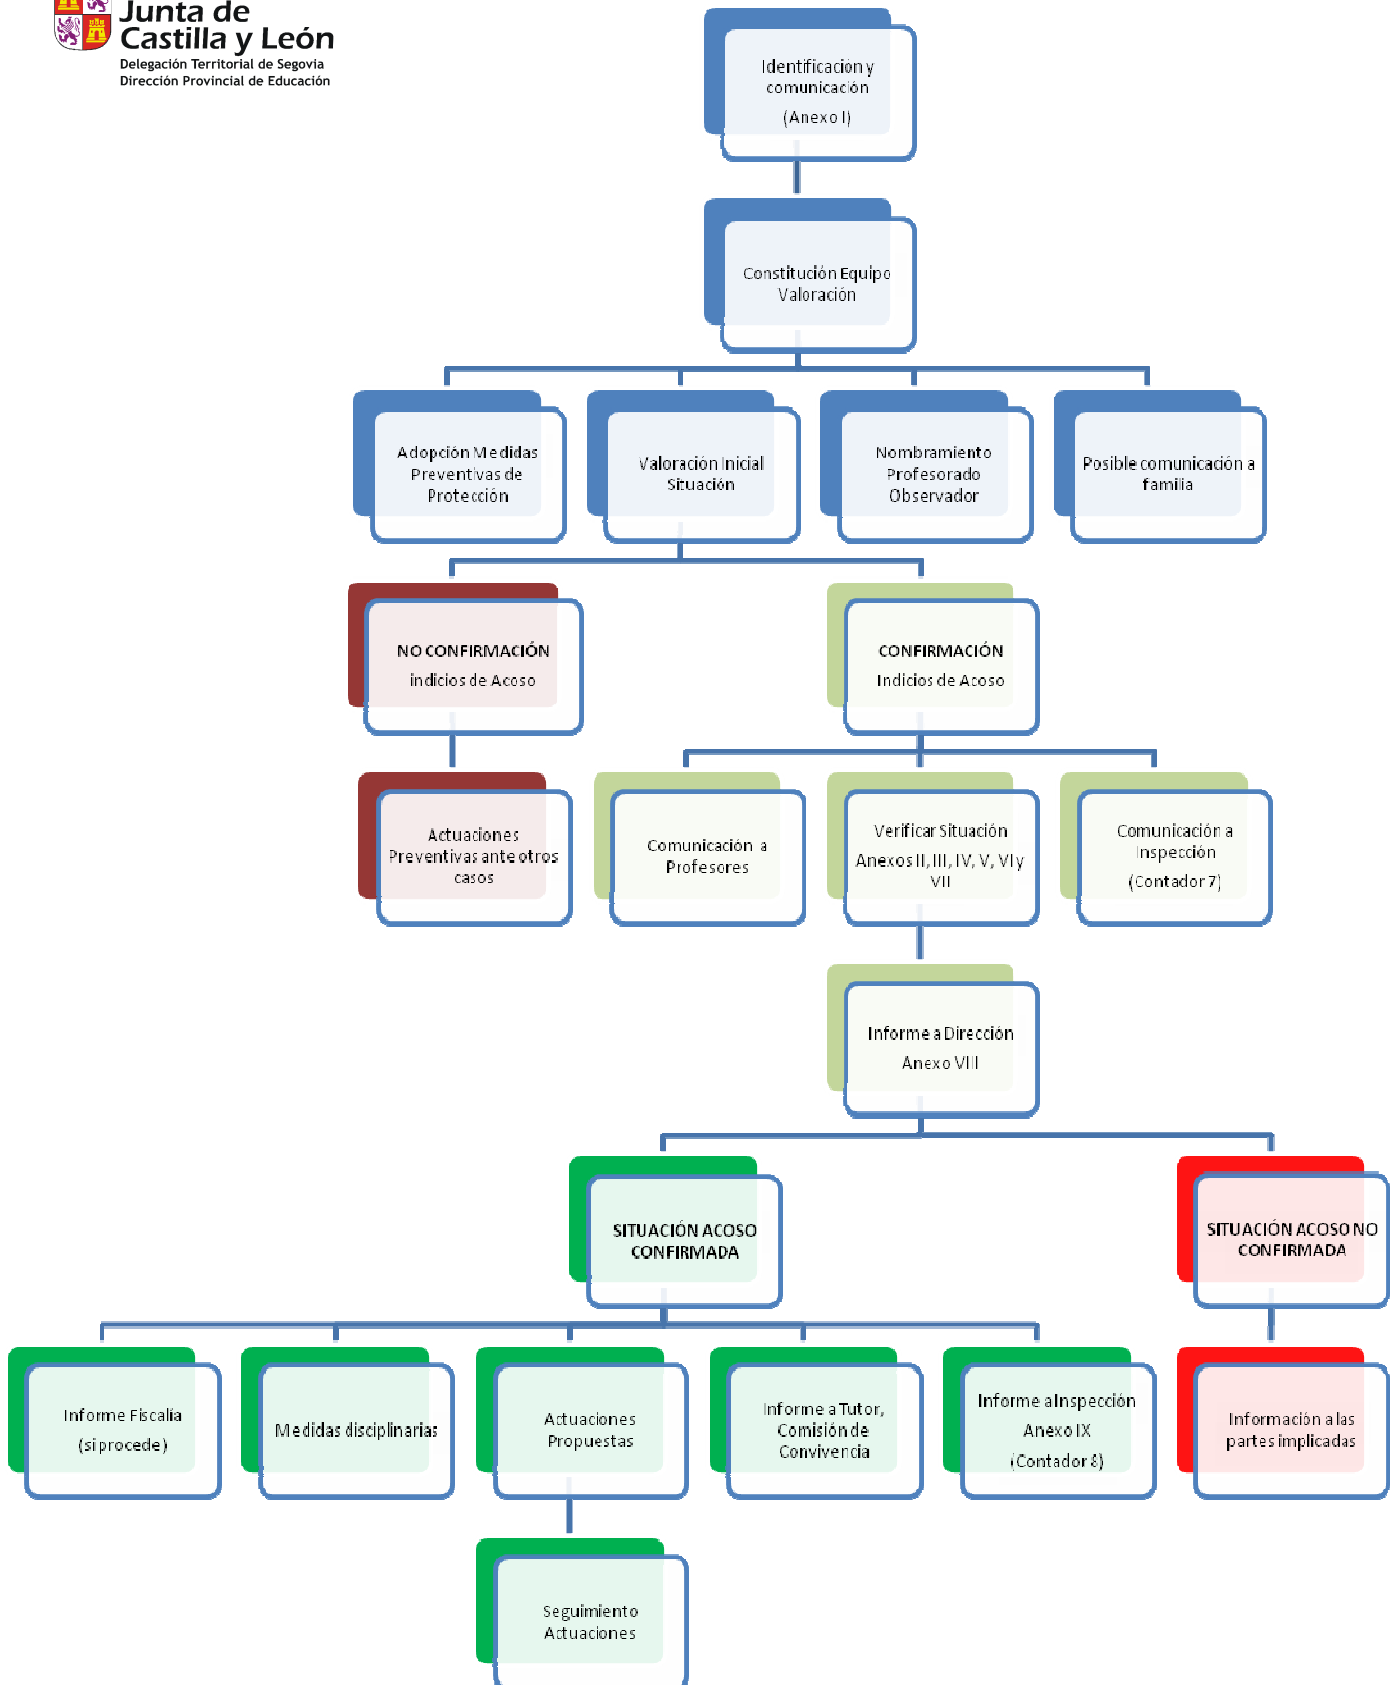 Junta de
Castilla y León
Delegación Territorial de Segovia
Dirección Provincial de Educación
Identificación y
comunicación
(Anexo I)
Constitución Equipo
Valoración
Adopción Medidas
Preventivas de
Protección
Valoración Inicial
Situación
Nombramiento
Profesorado
Observador
Posible comunicación a
familia
NO CONFIRMACIÓN
indicios de Acoso
CONFIRMACIÓN
Indicios de Acoso
Actuaciones
Preventivas ante otros
casos
Comunicación a
Profesores
Verificar Situación
Anexos II, III, IV, V, VI y
VII
Comunicación a
Inspección
(Contador 7)
Informe a Dirección
Anexo VIII
SITUACIÓN ACOSO
CONFIRMADA
SITUACIÓN ACOSO NO
CONFIRMADA
Informe Fiscalía
(si procede)
Medidas disciplinarias
Actuaciones
Propuestas
Informe a Tutor,
Comisión de
Convivencia
Informe a Inspección
Anexo IX
(Contador 8)
Información a las
partes implicadas
Seguimiento
Actuaciones